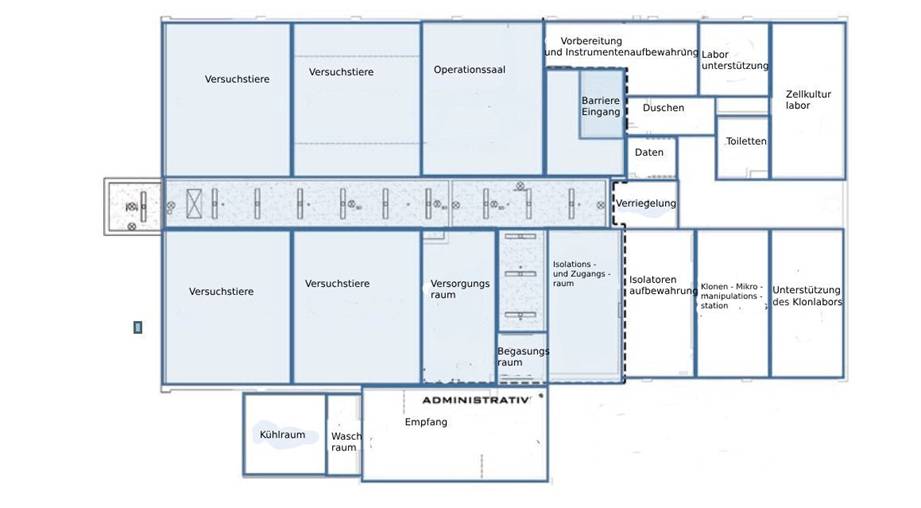 Vorbereitung
und Instrumentenaufbewahrung
Labor
unterstützung
Versuchstiere
Versuchstiere
Operationssaal
Zellkultur
labor
Barriere
Eingang
Duschen
Toiletten
Daten
Verriegelung
Versuchstiere
Versuchstiere
Versorgungs
raum
Isolations -
und Zugangs -
raum
Isolatoren
aufbewahrung
Klonen - Mikro -
manipulations -
station
Unterstützung
des Klonlabors
Begasungs
raum
ADMINISTRATIV
Empfang
Kühlraum
Wasch
raum